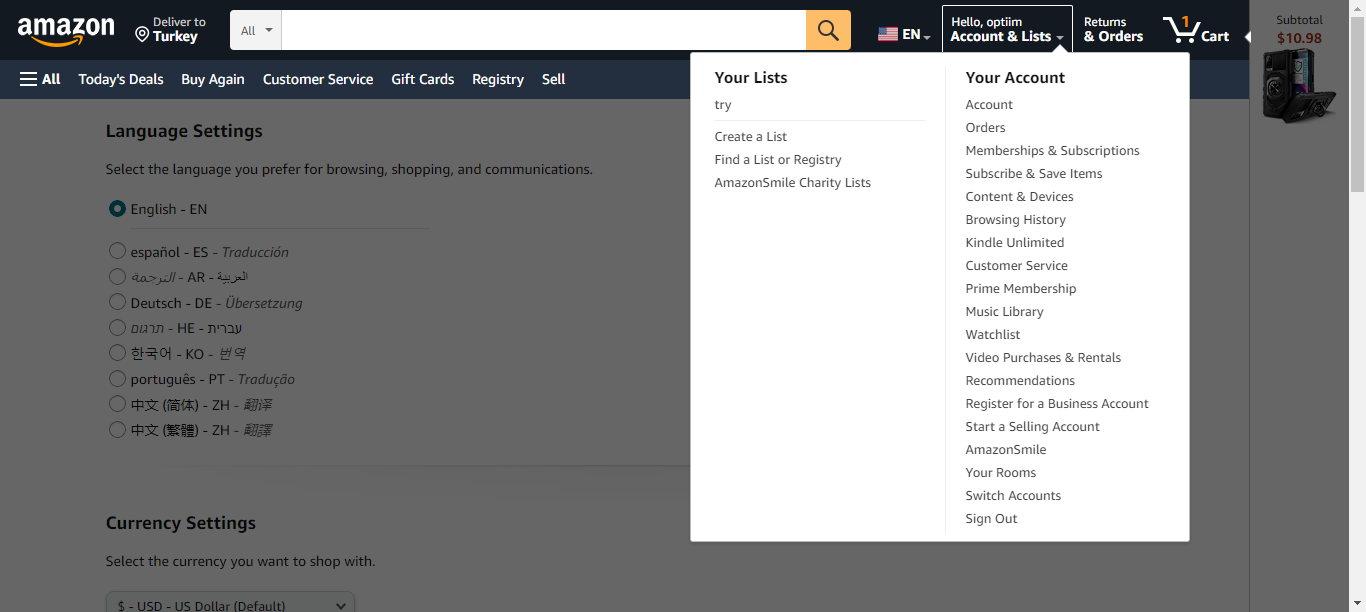 amazon
Deliver to
Turkey
All
EN
Hello, optiim
Account & Lists
Returns
& Orders
1
Cart
Subtotal
$10.98
All
Today's Deals
Buy Again
Customer Service
Gift Cards
Registry
Sell
Your Lists
try
Create a List
Find a List or Registry
AmazonSmile Charity Lists
Your Account
Account
Orders
Memberships & Subscriptions
Subscribe & Save Items
Content & Devices
Browsing History
Kindle Unlimited
Customer Service
Prime Membership
Music Library
Watchlist
Video Purchases & Rentals
Recommendations
Register for a Business Account
Start a Selling Account
AmazonSmile
Your Rooms
Switch Accounts
Sign Out
Language Settings
Select the language you prefer for browsing, shopping, and communications.
English - EN
español - ES - Traducción
العربية - AR - الترجمة
Deutsch - DE - Übersetzung
עברית - HE - תרגום
한국어 - KO - 번역
português - PT - Tradução
中文 (简体) - ZH - 翻译
中文 (繁體) - ZH - 翻譯
Currency Settings
Select the currency you want to shop with.
$ - USD - US Dollar (Default)